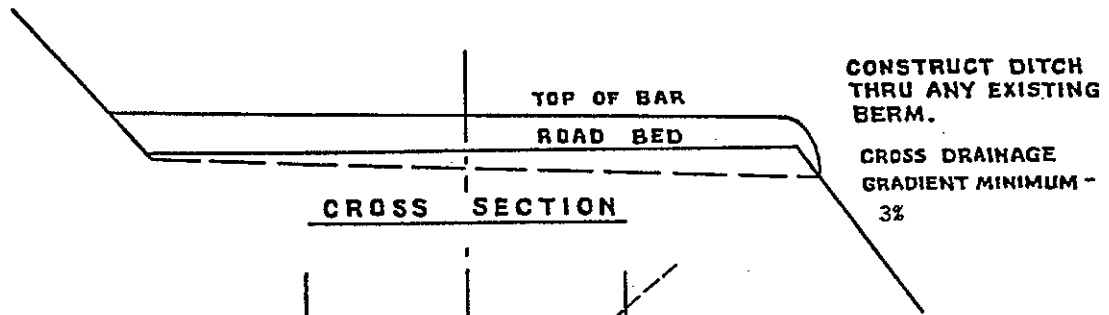 TOP OF BAR
ROAD BED
CROSS SECTION
CONSTRUCT DITCH
THRU ANY EXISTING
BERM.
CROSS DRAINAGE
GRADIENT MINIMUM -
3%